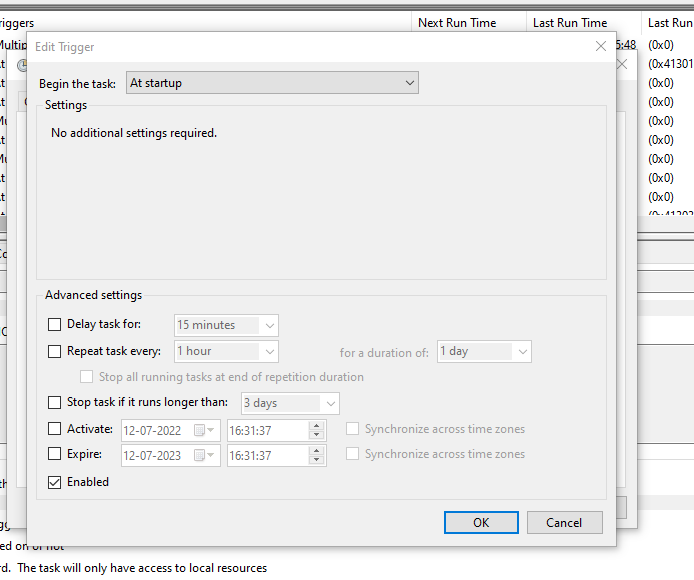 riggers Next Run Time Last Run Time Last Run
Multip 5:48 (0x0)
Edit Trigger
(0x41301
Begin the task: At startup
(0x0)
Settings
(0x0)
No additional settings required.
(0x0)
(0x0)
(0x0)
(0x0)
(0x0)
Advanced settings
Delay task for: 15 minutes
Repeat task every: 1 hour for a duration of: 1 day
Stop all running tasks at end of repetition duration
Stop task if it runs longer than: 3 days
Activate: 12-07-2022 16:31:37 Synchronize across time zones
Expire: 12-07-2023 16:31:37 Synchronize across time zones
Enabled
OK Cancel
ed on or not
rd. The task will only have access to local resources